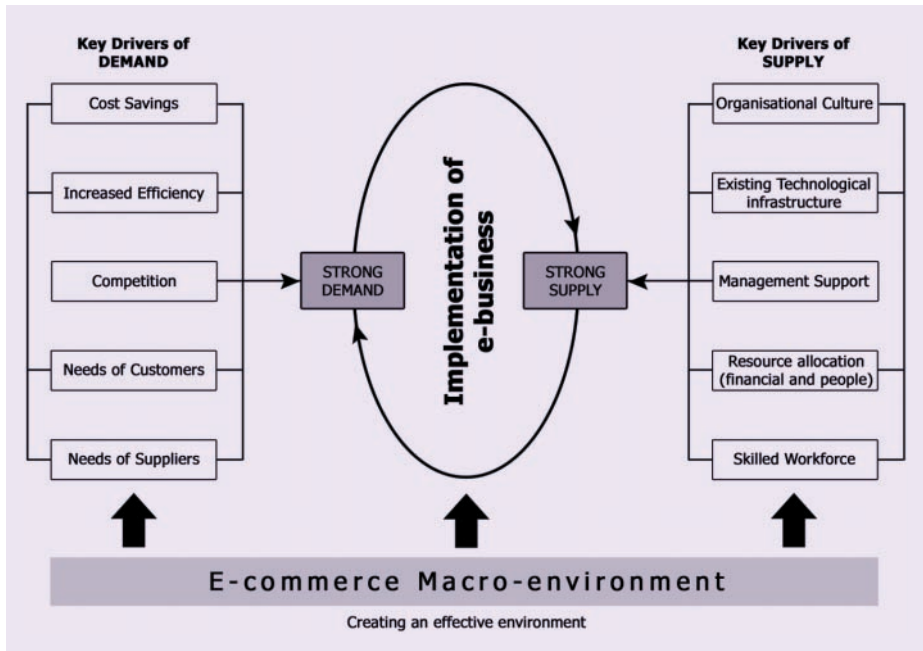 Key Drivers of
DEMAND
Cost Savings
Increased Efficiency
Competition
Needs of Customers
Needs of Suppliers
STRONG
DEMAND
Implementation of
e-business
STRONG
SUPPLY
Key Drivers of
SUPPLY
Organisational Culture
Existing Technological
infrastructure
Management Support
Resource allocation
(financial and people)
Skilled Workforce
E-commerce Macro-environment
Creating an effective environment